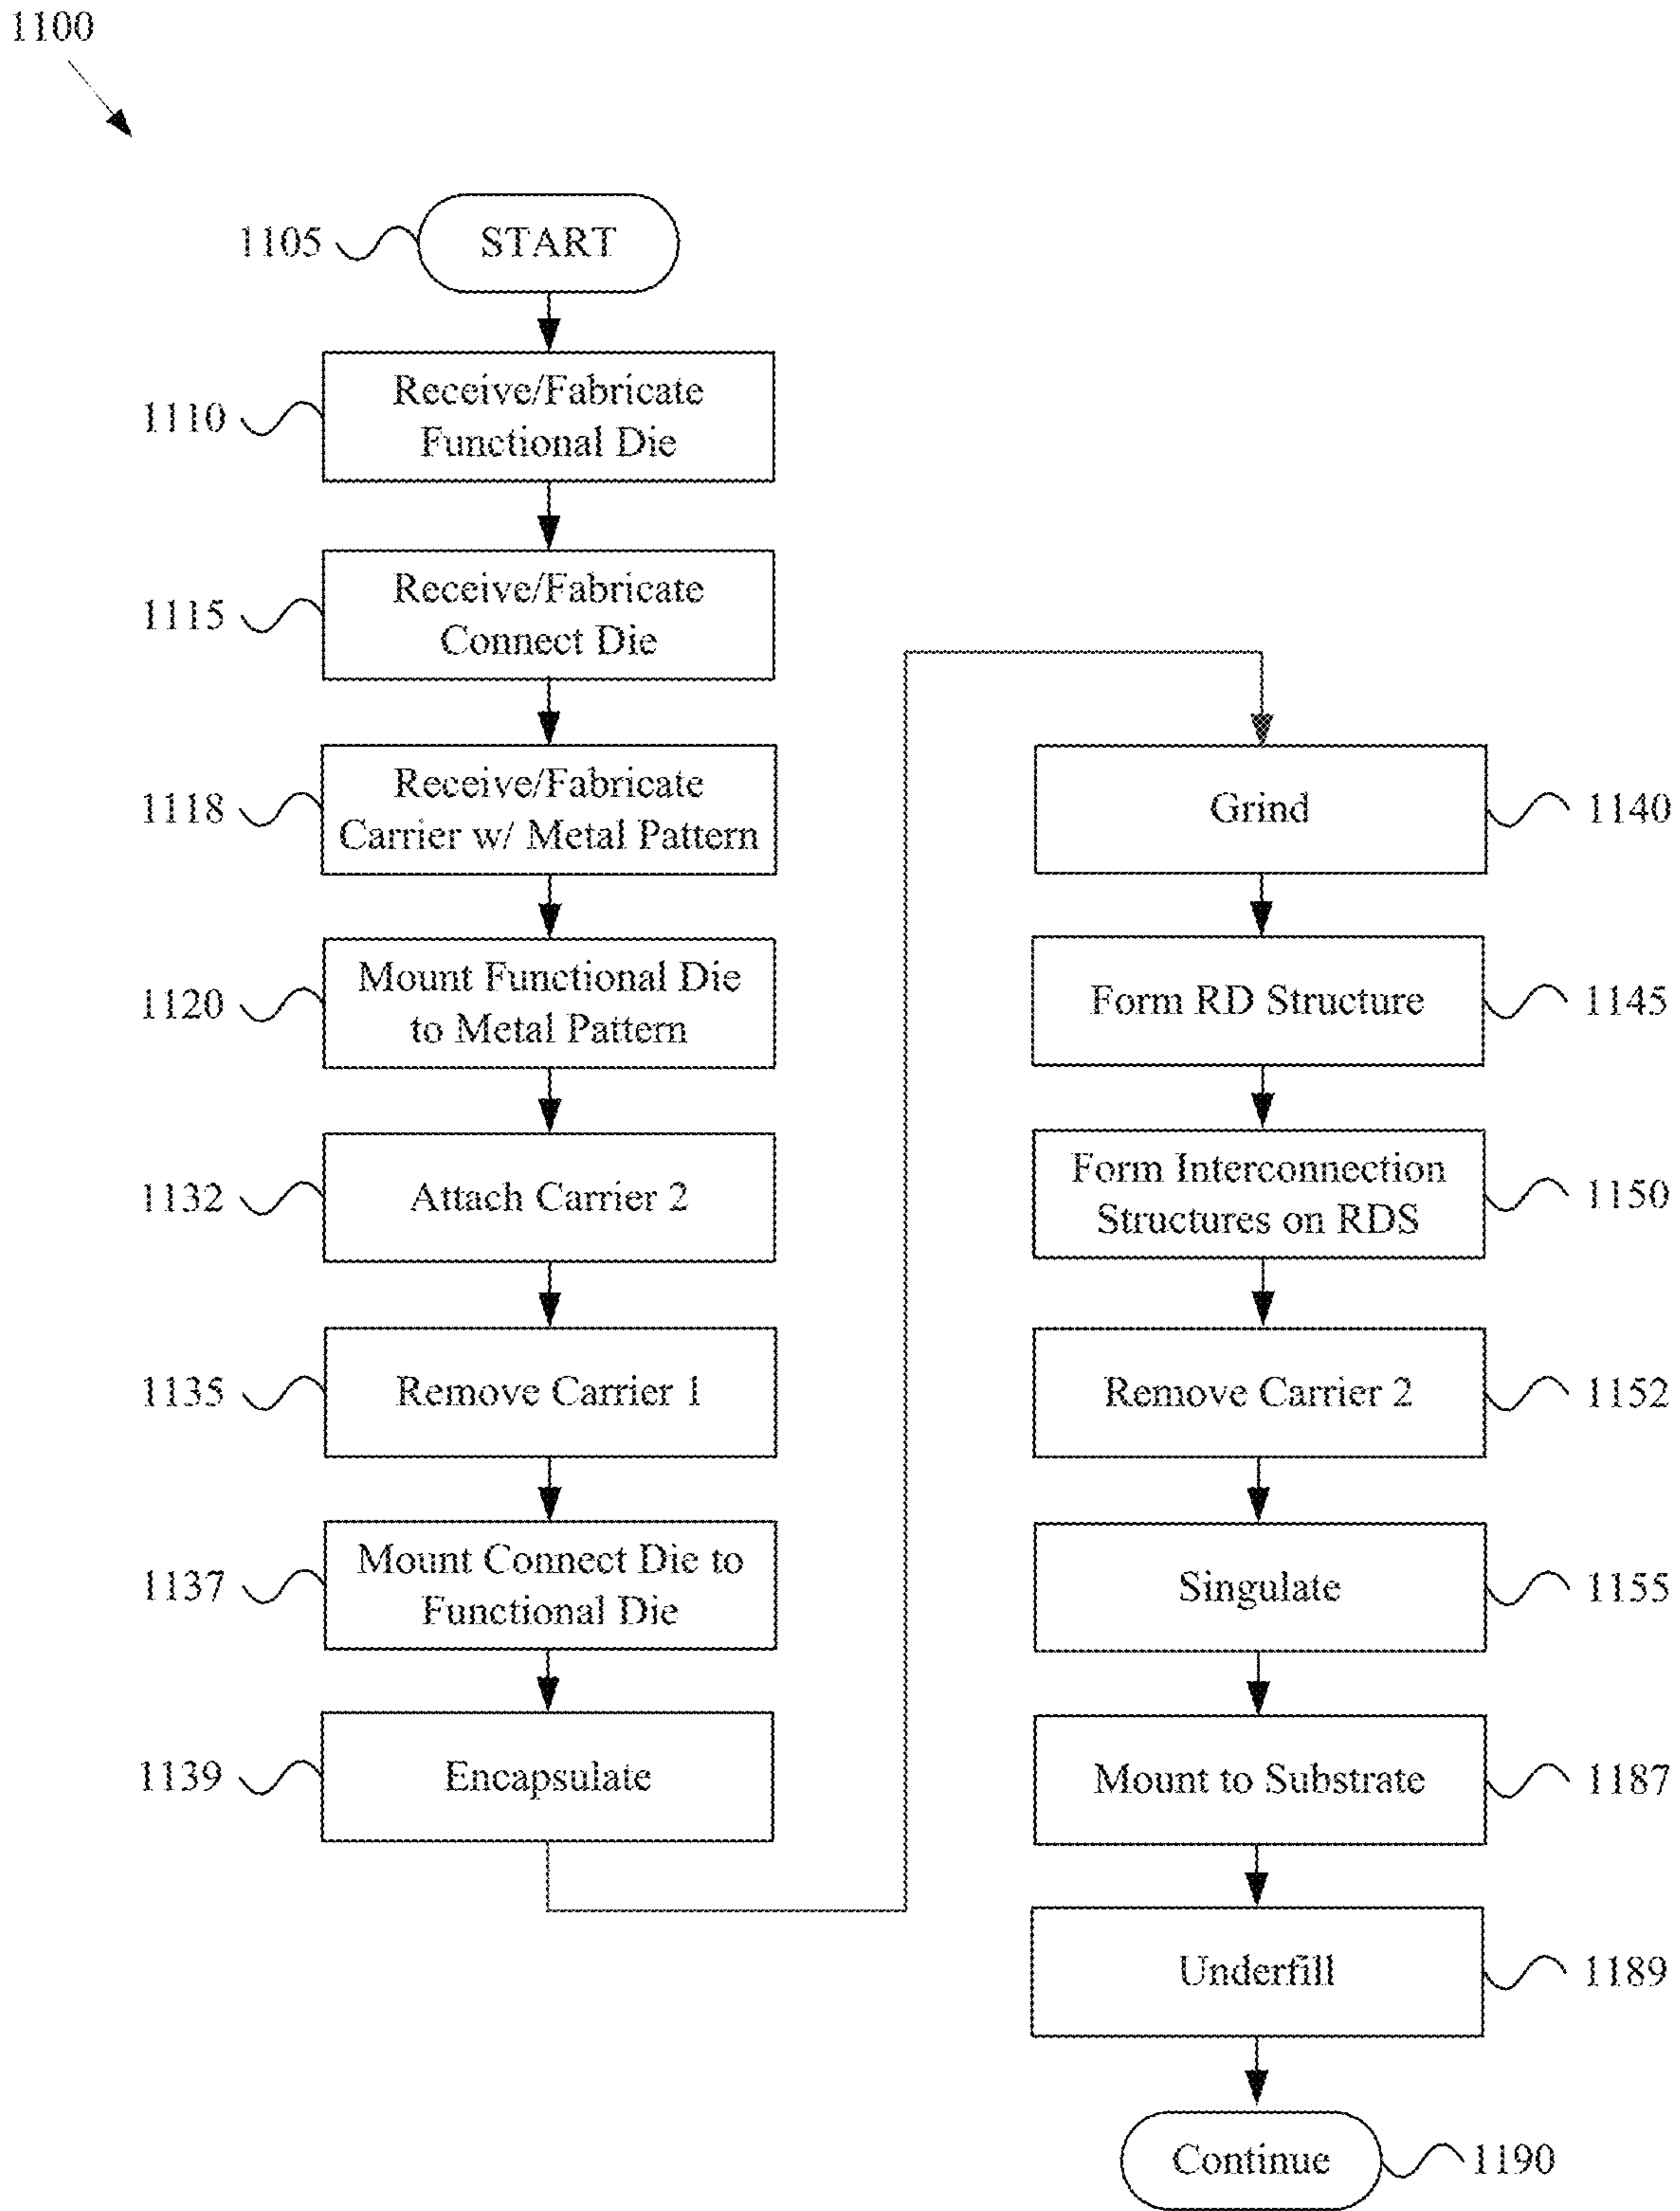 1100
1105
START
1110
Receive/Fabricate
Functional Die
1115
Receive/Fabricate
Connect Die
1118
Receive/Fabricate
Carrier w/ Metal Pattern
1120
Mount Functional Die
to Metal Pattern
1132
Attach Carrier 2
1135
Remove Carrier 1
1137
Mount Connect Die to
Functional Die
1139
Encapsulate
Grind
1140
Form RD Structure
1145
Form Interconnection
Structures on RDS
1150
Remove Carrier 2
1152
Singulate
1155
Mount to Substrate
1187
Underfill
1189
Continue
1190